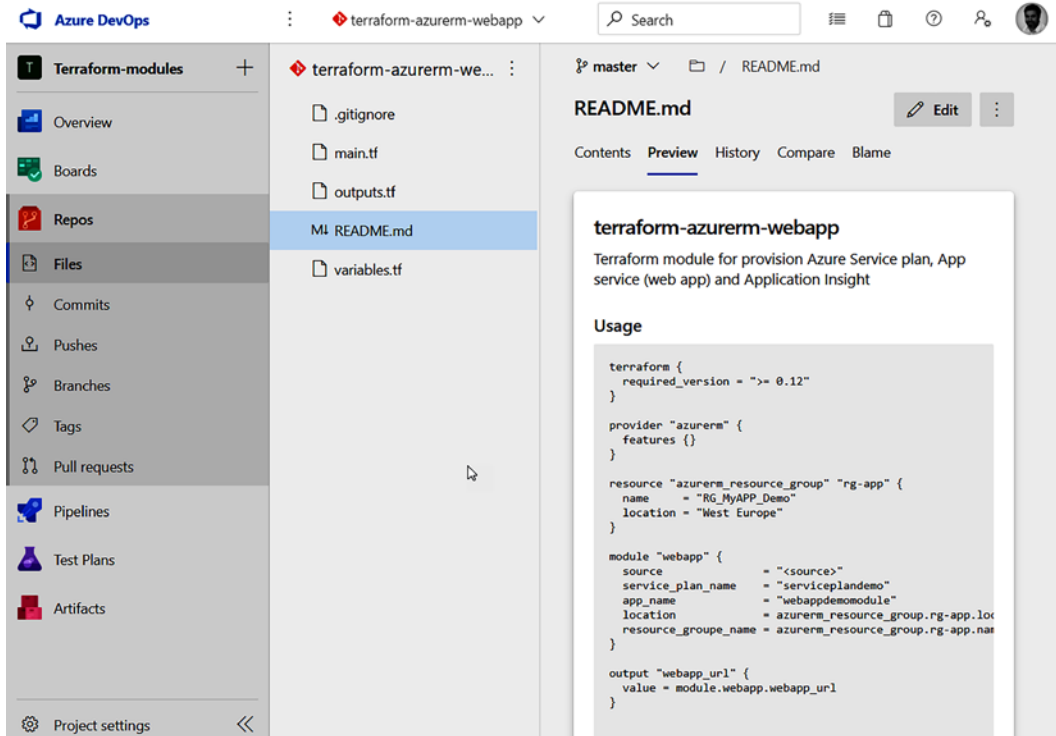 Azure DevOps
terraform-azurerm-webapp
Search
T Terraform-modules
Overview
Boards
Repos
Files
Commits
Pushes
Branches
Tags
Pull requests
Pipelines
Test Plans
Artifacts
Project settings
terraform-azurerm-we...
.gitignore
main.tf
outputs.tf
M↓ README.md
variables.tf
master / README.md
README.md
Edit
Contents Preview History Compare Blame
terraform-azurerm-webapp
Terraform module for provision Azure Service plan, App
service (web app) and Application Insight
Usage
terraform {
  required_version = ">= 0.12"
}
provider "azurerm" {
  features {}
}
resource "azurerm_resource_group" "rg-app" {
  name     = "RG_MyAPP_Demo"
  location = "West Europe"
}
module "webapp" {
  source              = "<source>"
  service_plan_name   = "serviceplandemo"
  app_name            = "webappdemomodule"
  location            = azurerm_resource_group.rg-app.loc
  resource_groupe_name = azurerm_resource_group.rg-app.nam
}
output "webapp_url" {
  value = module.webapp.webapp_url
}